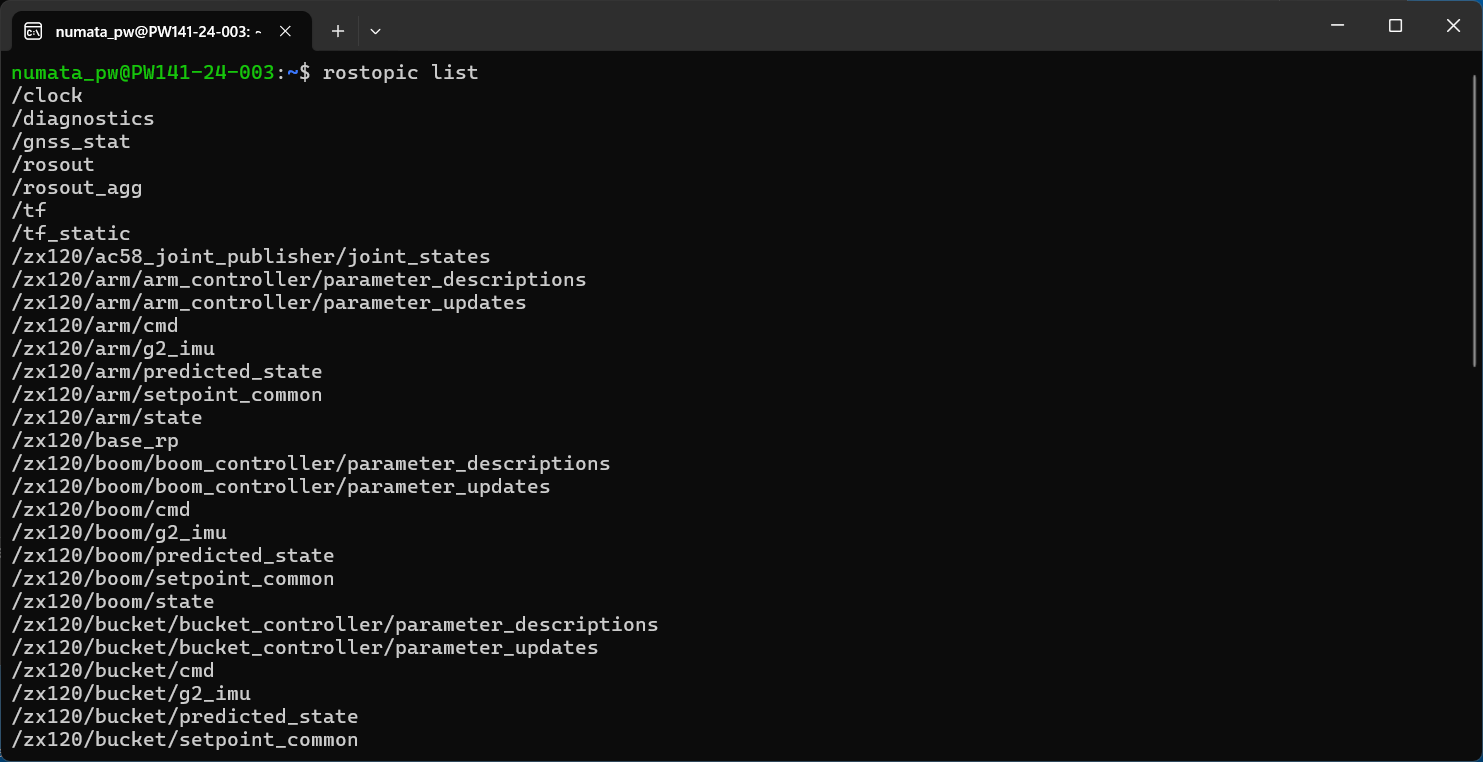 numata_pw@PW141-24-003: ~
numata_pw@PW141-24-003:~$ rostopic list
/clock
/diagnostics
/gnss_stat
/rosout
/rosout_agg
/tf
/tf_static
/zx120/ac58_joint_publisher/joint_states
/zx120/arm/arm_controller/parameter_descriptions
/zx120/arm/arm_controller/parameter_updates
/zx120/arm/cmd
/zx120/arm/g2_imu
/zx120/arm/predicted_state
/zx120/arm/setpoint_common
/zx120/arm/state
/zx120/base_rp
/zx120/boom/boom_controller/parameter_descriptions
/zx120/boom/boom_controller/parameter_updates
/zx120/boom/cmd
/zx120/boom/g2_imu
/zx120/boom/predicted_state
/zx120/boom/setpoint_common
/zx120/boom/state
/zx120/bucket/bucket_controller/parameter_descriptions
/zx120/bucket/bucket_controller/parameter_updates
/zx120/bucket/cmd
/zx120/bucket/g2_imu
/zx120/bucket/predicted_state
/zx120/bucket/setpoint_common